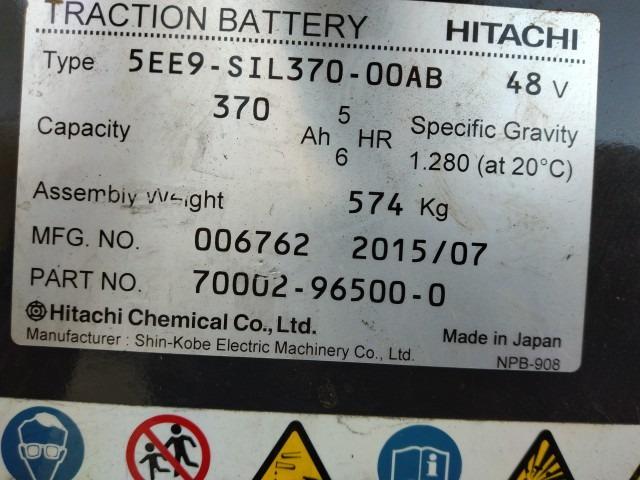 TRACTION BATTERY HITACHI
Type 5EE9-SIL370-00AB 48 V
Capacity 370 Ah 5 HR Specific Gravity
6 1.280 (at 20°C)
Assembly Weight 574 Kg
MFG. NO. 006762 2015/07
PART NO. 70002-96500-0
Hitachi Chemical Co., Ltd.
Manufacturer : Shin-Kobe Electric Machinery Co., Ltd. Made in Japan
NPB-908